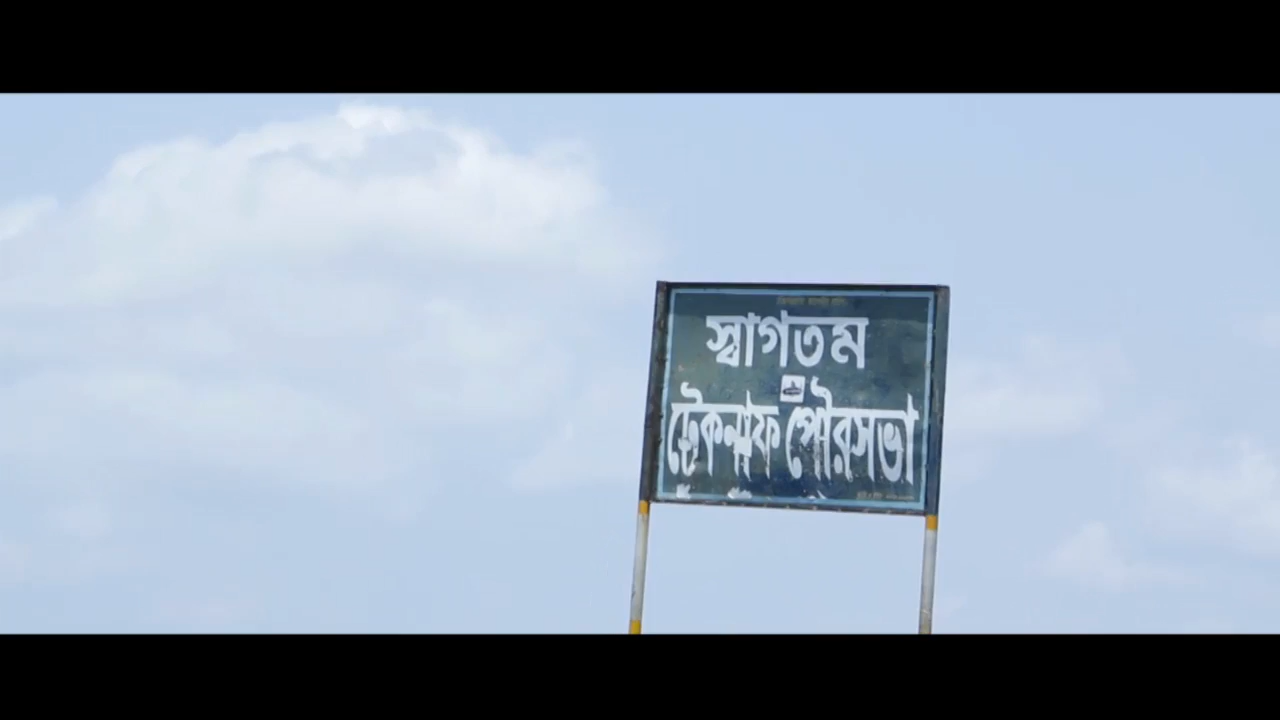 স্বাগতম
টেকনাফ পৌরসভা